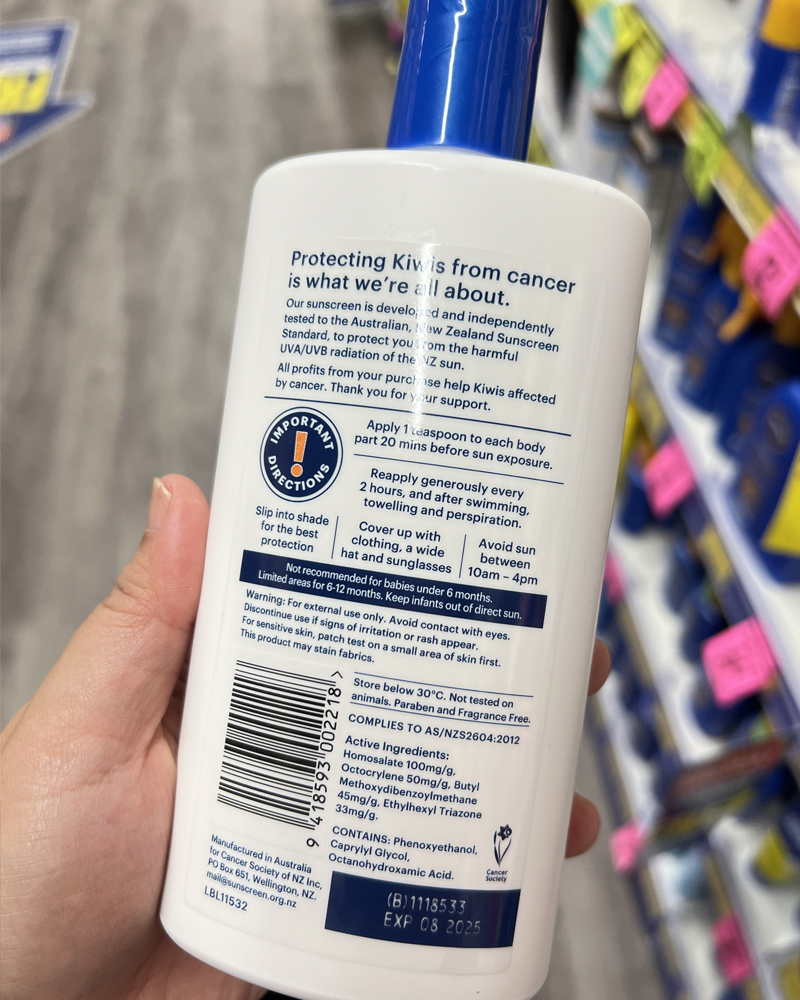 Protecting Kiwis from cancer
is what we're all about.
Our sunscreen is developed and independently
tested to the Australian, New Zealand Sunscreen
Standard, to protect you from the harmful
UVA/UVB radiation of the NZ sun.
All profits from your purchase help Kiwis affected
by cancer. Thank you for your support.
IMPORTANT
!
DIRECTIONS
Apply 1 teaspoon to each body
part 20 mins before sun exposure.
Reapply generously every
2 hours, and after swimming,
towelling and perspiration.
Slip into shade
for the best
protection
Cover up with
clothing, a wide
hat and sunglasses
Avoid sun
between
10am – 4pm
Not recommended for babies under 6 months.
Limited areas for 6-12 months. Keep infants out of direct sun.
Warning: For external use only. Avoid contact with eyes.
Discontinue use if signs of irritation or rash appear.
For sensitive skin, patch test on a small area of skin first.
This product may stain fabrics.
9 418593 002218 >
Store below 30°C. Not tested on
animals. Paraben and Fragrance Free.
COMPLIES TO AS/NZS2604:2012
Active Ingredients:
Homosalate 100mg/g,
Octocrylene 50mg/g, Butyl
Methoxydibenzoylmethane
45mg/g, Ethylhexyl Triazone
33mg/g.
CONTAINS: Phenoxyethanol,
Caprylyl Glycol,
Octanohydroxamic Acid.
Cancer
Society
Manufactured in Australia
for Cancer Society of NZ Inc,
PO Box 651, Wellington, NZ.
mail@sunscreen.org.nz
LBL11532
(B)1118533
EXP 08 2025